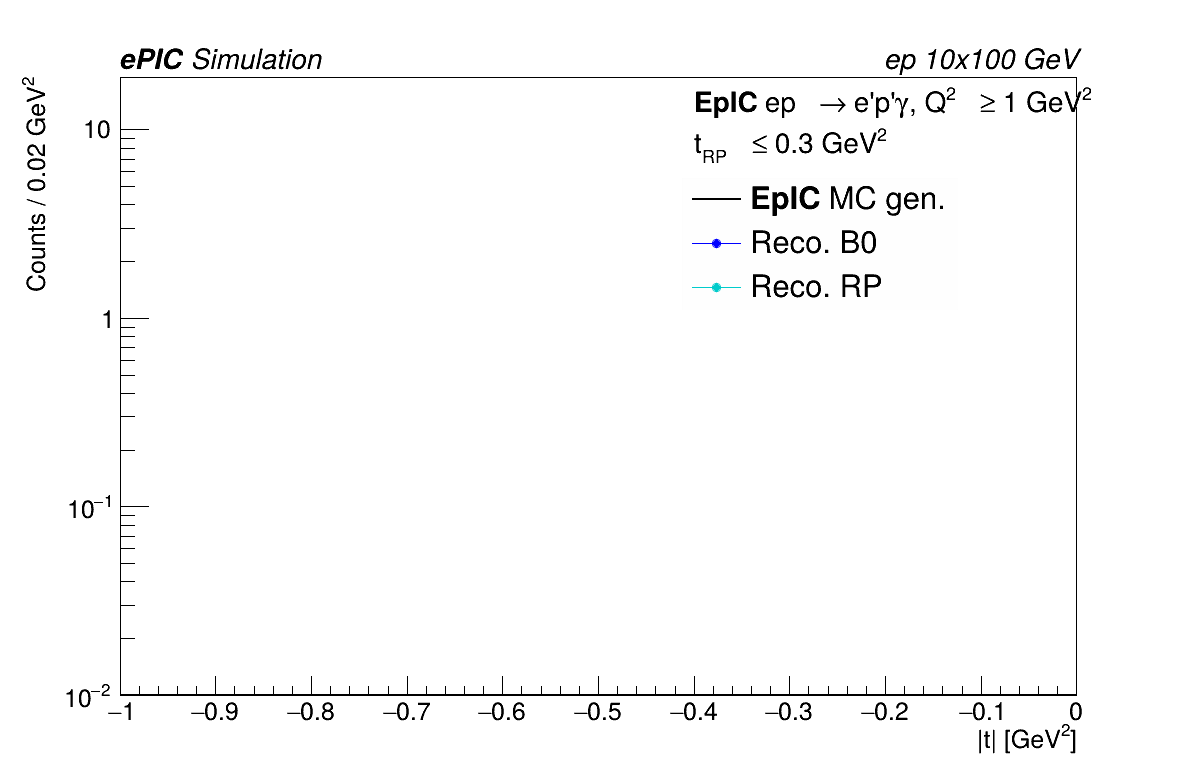 ePIC Simulation ep 10x100 GeV
Counts / 0.02 GeV²
EpIC ep → e'p'γ, Q² ≥ 1 GeV²
t_RP ≤ 0.3 GeV²
EpIC MC gen.
Reco. B0
Reco. RP
10
1
10⁻¹
10⁻²
−1 −0.9 −0.8 −0.7 −0.6 −0.5 −0.4 −0.3 −0.2 −0.1 0
|t| [GeV²]